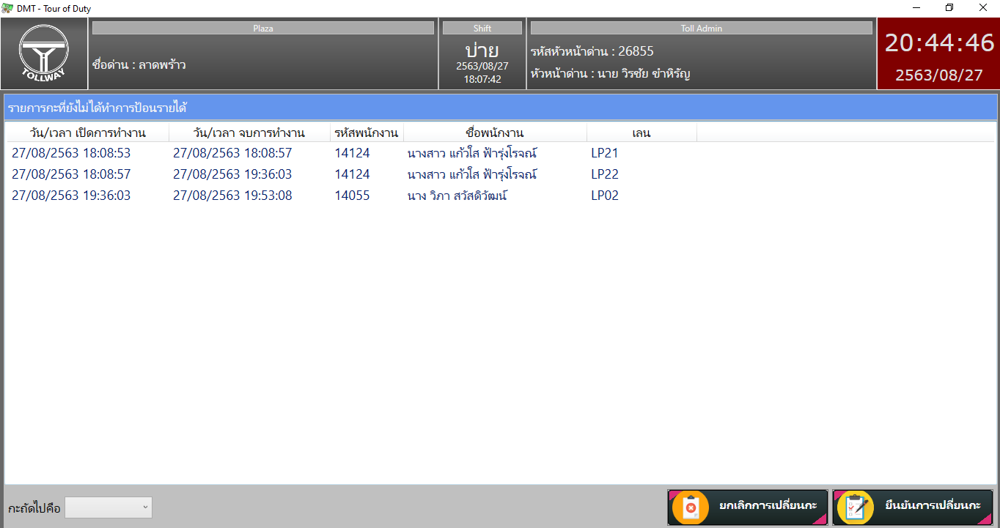 DMT - Tour of Duty
TOLLWAY
Plaza
ชื่อด่าน : ลาดพร้าว
Shift
บ่าย
2563/08/27
18:07:42
Toll Admin
รหัสหัวหน้าด่าน : 26855
หัวหน้าด่าน : นาย วิรชัย ขำหิรัญ
20:44:46
2563/08/27
รายการกะที่ยังไม่ได้ทำการป้อนรายได้
วัน/เวลา เปิดการทำงาน วัน/เวลา จบการทำงาน รหัสพนักงาน ชื่อพนักงาน เลน
27/08/2563 18:08:53 27/08/2563 18:08:57 14124 นางสาว แก้วใส ฟ้ารุ่งโรจณ์ LP21
27/08/2563 18:08:57 27/08/2563 19:36:03 14124 นางสาว แก้วใส ฟ้ารุ่งโรจณ์ LP22
27/08/2563 19:36:03 27/08/2563 19:53:08 14055 นาง วิภา สวัสดิวัฒน์ LP02
กะถัดไปคือ
ยกเลิกการเปลี่ยนกะ
ยืนยันการเปลี่ยนกะ